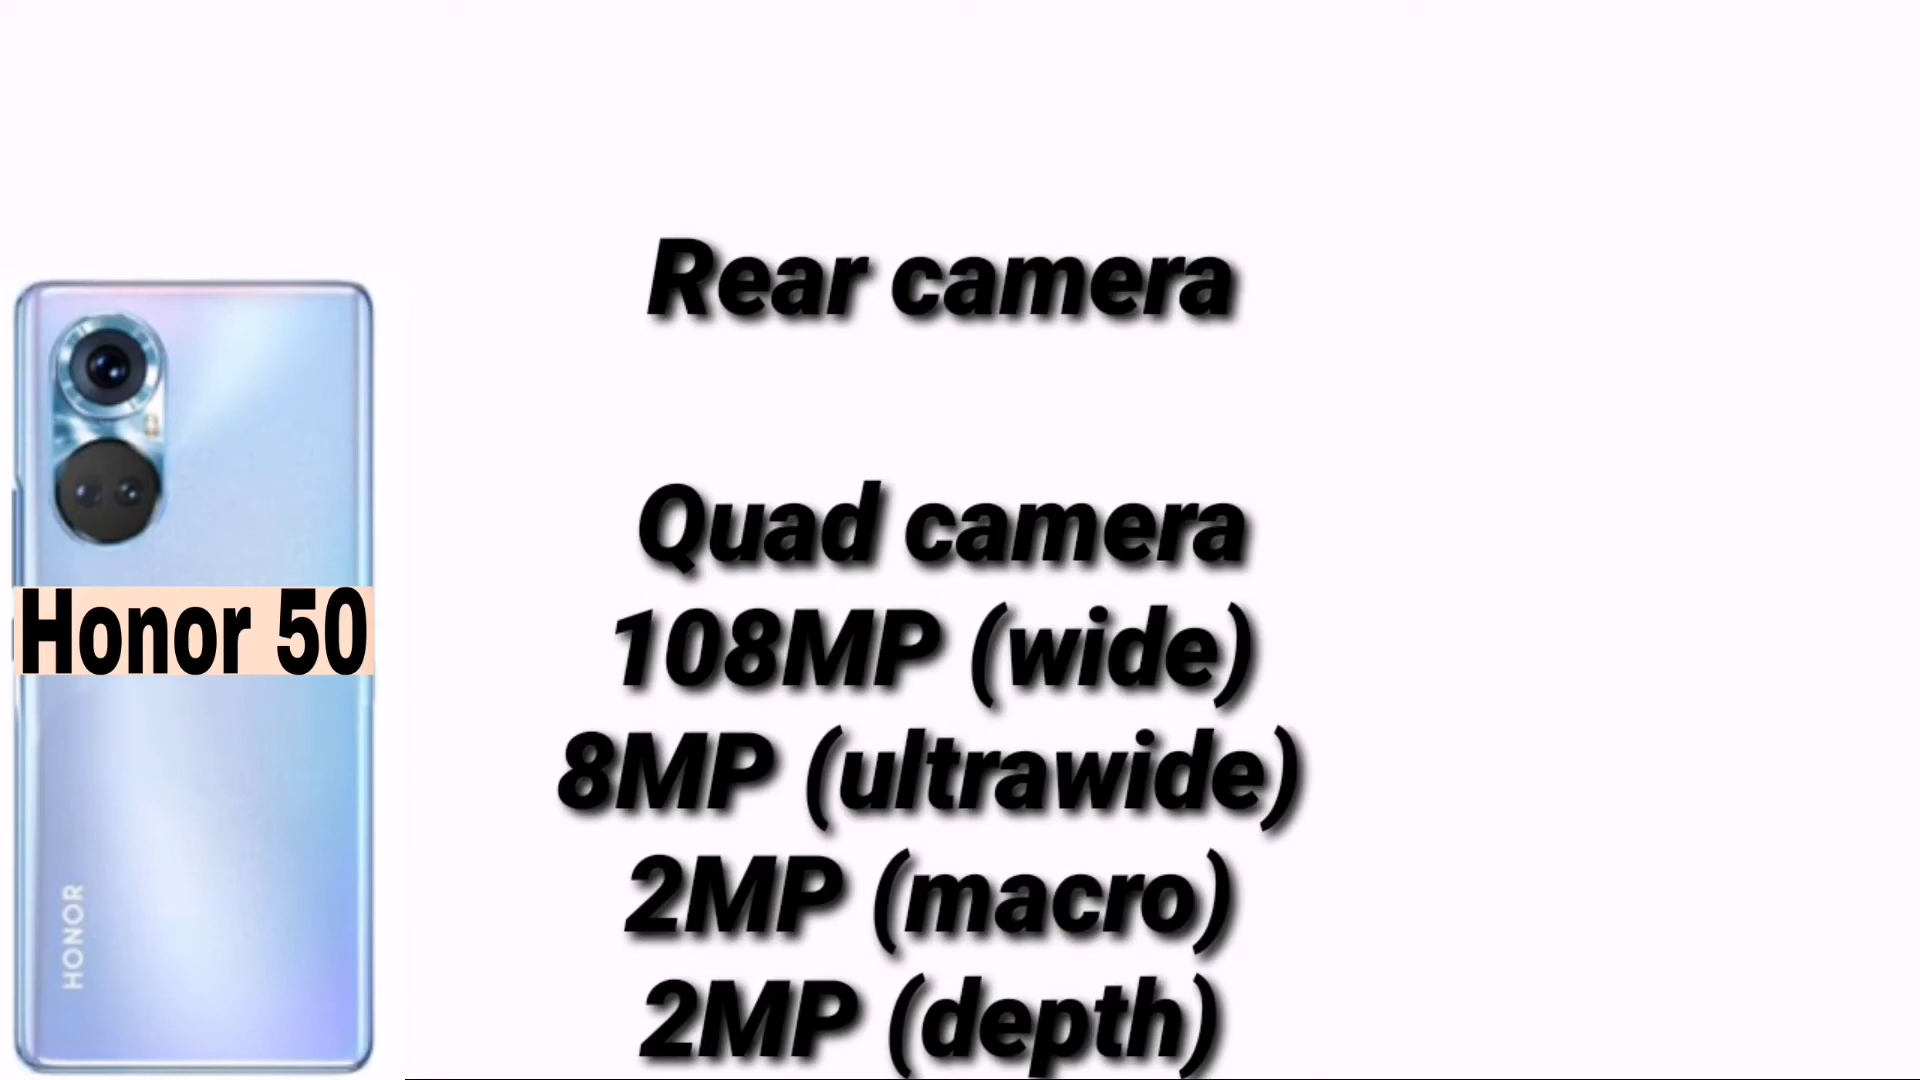 Rear camera
Quad camera
108MP (wide)
8MP (ultrawide)
2MP (macro)
2MP (depth)
Honor 50
HONOR